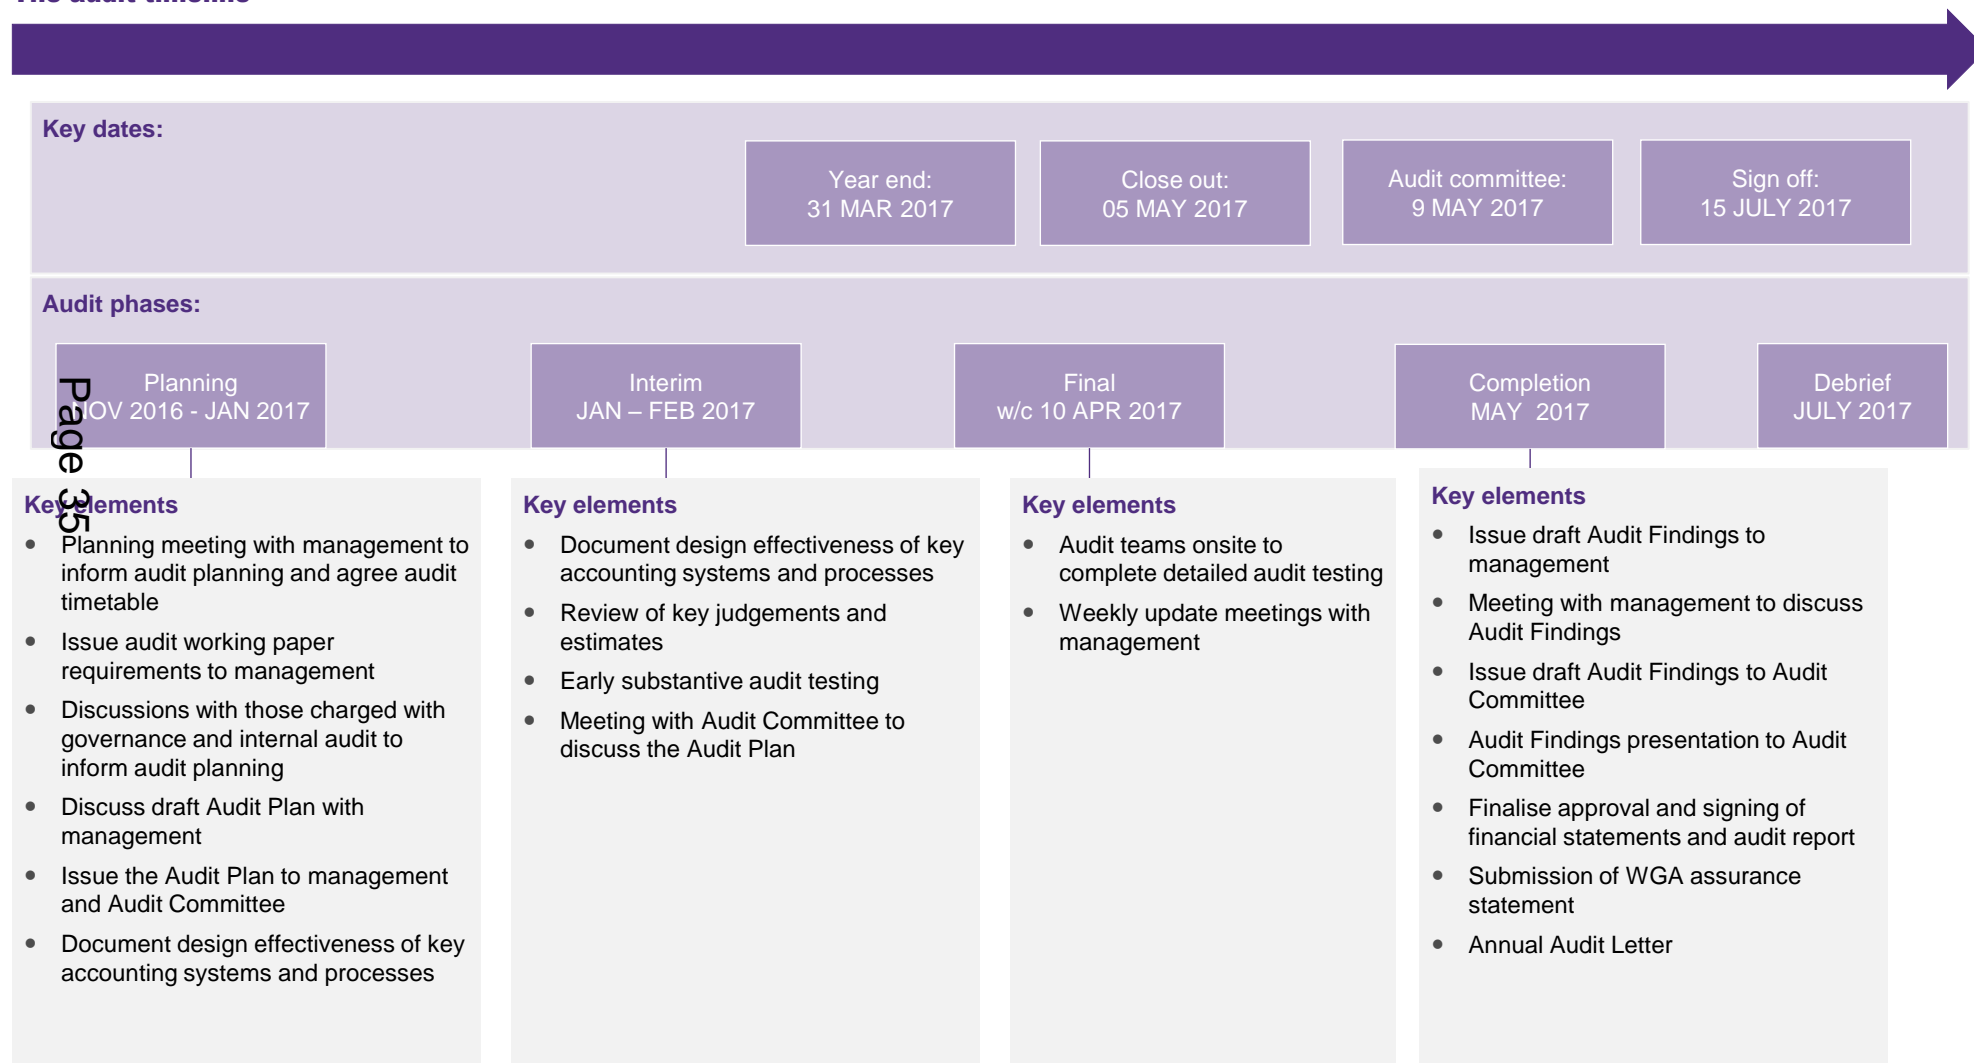 The audit timeline
Key dates:
Year end:
31 MAR 2017
Close out:
05 MAY 2017
Audit committee:
9 MAY 2017
Sign off:
15 JULY 2017
Audit phases:
Planning
NOV 2016 - JAN 2017
Interim
JAN – FEB 2017
Final
w/c 10 APR 2017
Completion
MAY 2017
Debrief
JULY 2017
Page 35
Key elements
• Planning meeting with management to
inform audit planning and agree audit
timetable
• Issue audit working paper
requirements to management
• Discussions with those charged with
governance and internal audit to
inform audit planning
• Discuss draft Audit Plan with
management
• Issue the Audit Plan to management
and Audit Committee
• Document design effectiveness of key
accounting systems and processes
Key elements
• Document design effectiveness of key
accounting systems and processes
• Review of key judgements and
estimates
• Early substantive audit testing
• Meeting with Audit Committee to
discuss the Audit Plan
Key elements
• Audit teams onsite to
complete detailed audit testing
• Weekly update meetings with
management
Key elements
• Issue draft Audit Findings to
management
• Meeting with management to discuss
Audit Findings
• Issue draft Audit Findings to Audit
Committee
• Audit Findings presentation to Audit
Committee
• Finalise approval and signing of
financial statements and audit report
• Submission of WGA assurance
statement
• Annual Audit Letter